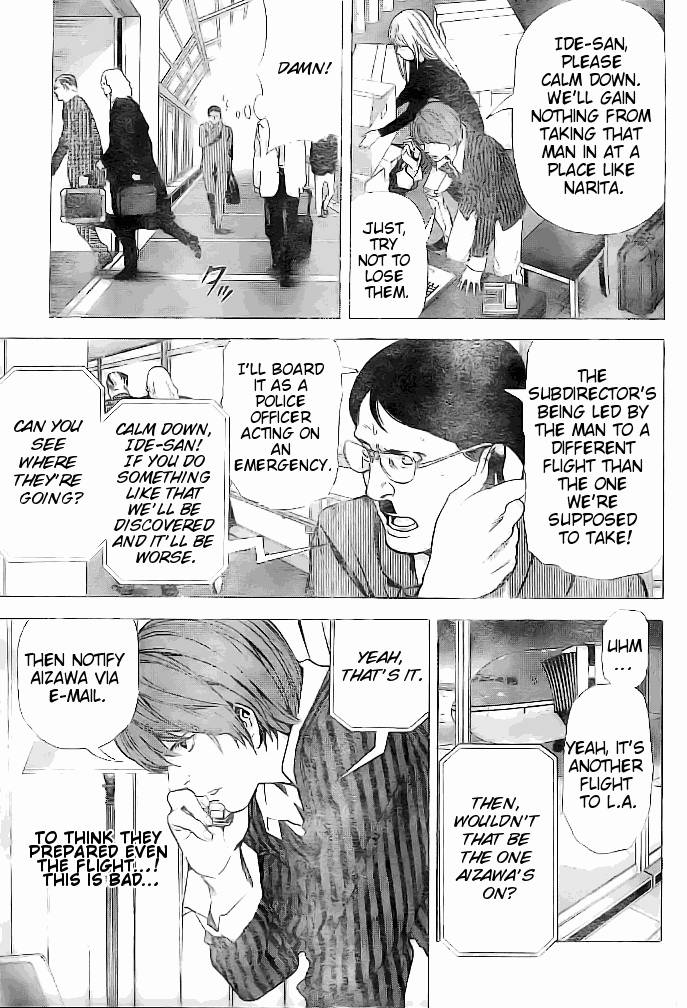 IDE-SAN,
PLEASE
CALM DOWN.
WE'LL GAIN
NOTHING FROM
TAKING THAT
MAN IN AT A
PLACE LIKE
NARITA.
JUST,
TRY
NOT TO
LOSE
THEM.
DAMN!
THE
SUBDIRECTOR'S
BEING LED BY
THE MAN TO A
DIFFERENT
FLIGHT THAN
THE ONE
WE'RE
SUPPOSED
TO TAKE!
I'LL BOARD
IT AS A
POLICE
OFFICER
ACTING ON
AN
EMERGENCY.
CALM DOWN,
IDE-SAN!
IF YOU DO
SOMETHING
LIKE THAT
WE'LL BE
DISCOVERED
AND IT'LL BE
WORSE.
CAN YOU
SEE
WHERE
THEY'RE
GOING?
UHM
...
YEAH, IT'S
ANOTHER
FLIGHT
TO L.A.
THEN,
WOULDN'T
THAT BE
THE ONE
AIZAWA'S
ON?
YEAH,
THAT'S IT.
THEN NOTIFY
AIZAWA VIA
E-MAIL.
TO THINK THEY
PREPARED EVEN
THE FLIGHT...!
THIS IS BAD...